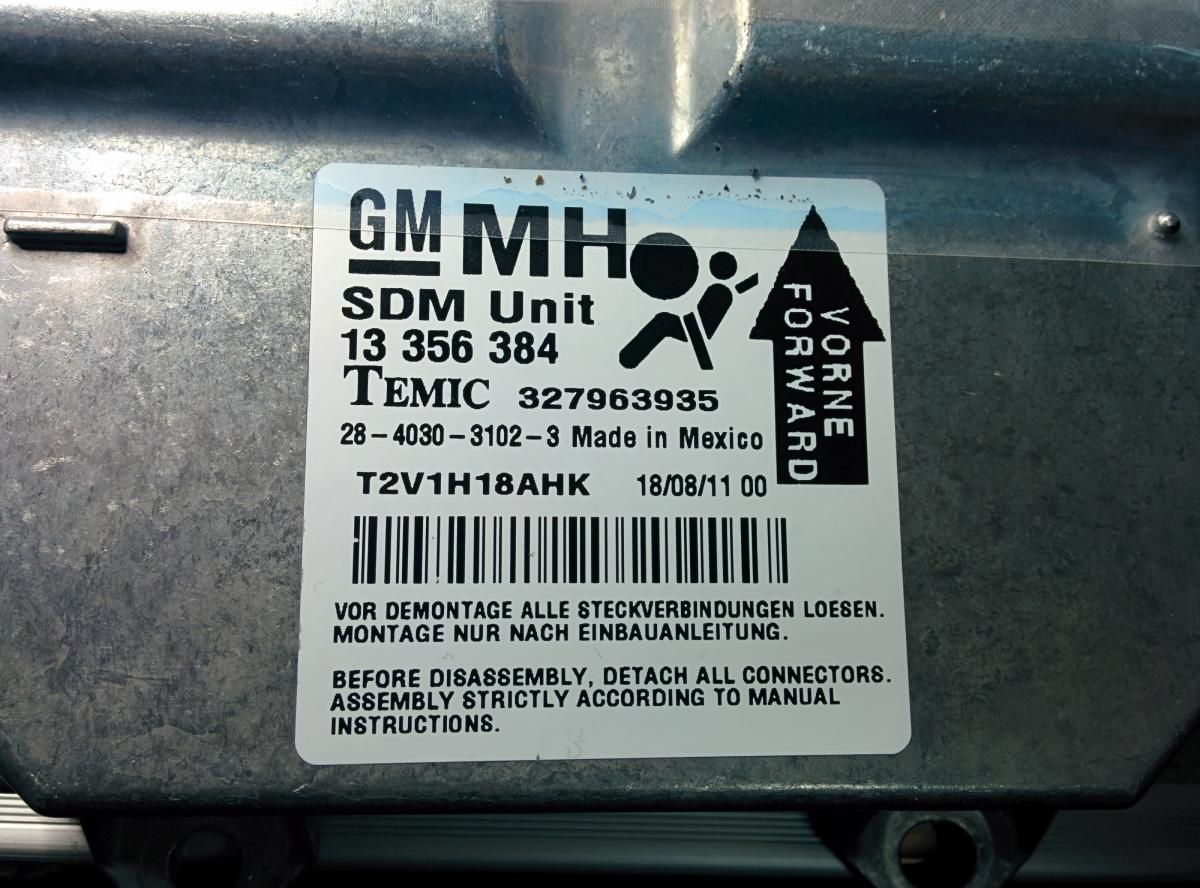 GM MH
SDM Unit
13 356 384
TEMIC 327963935
28-4030-3102-3 Made in Mexico
VORNE
FORWARD
T2V1H18AHK 18/08/11 00
VOR DEMONTAGE ALLE STECKVERBINDUNGEN LOESEN.
MONTAGE NUR NACH EINBAUANLEITUNG.
BEFORE DISASSEMBLY, DETACH ALL CONNECTORS.
ASSEMBLY STRICTLY ACCORDING TO MANUAL
INSTRUCTIONS.